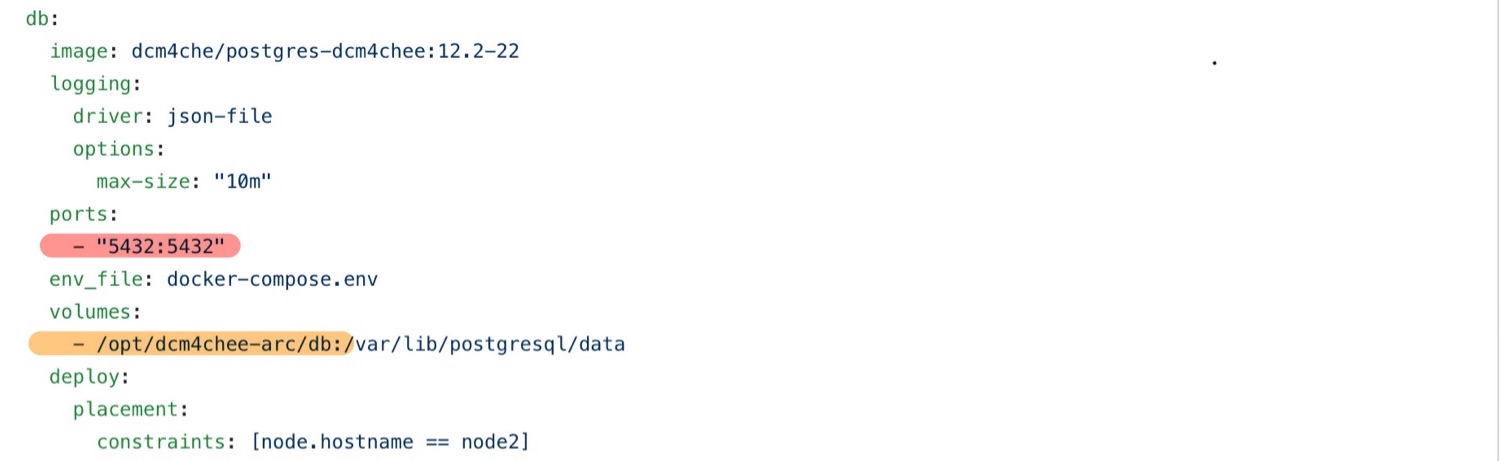 db:
image: dcm4che/postgres-dcm4chee:12.2-22
logging:
driver: json-file
options:
max-size: "10m"
ports:
- "5432:5432"
env_file: docker-compose.env
volumes:
- /opt/dcm4chee-arc/db:/var/lib/postgresql/data
deploy:
placement:
constraints: [node.hostname == node2]